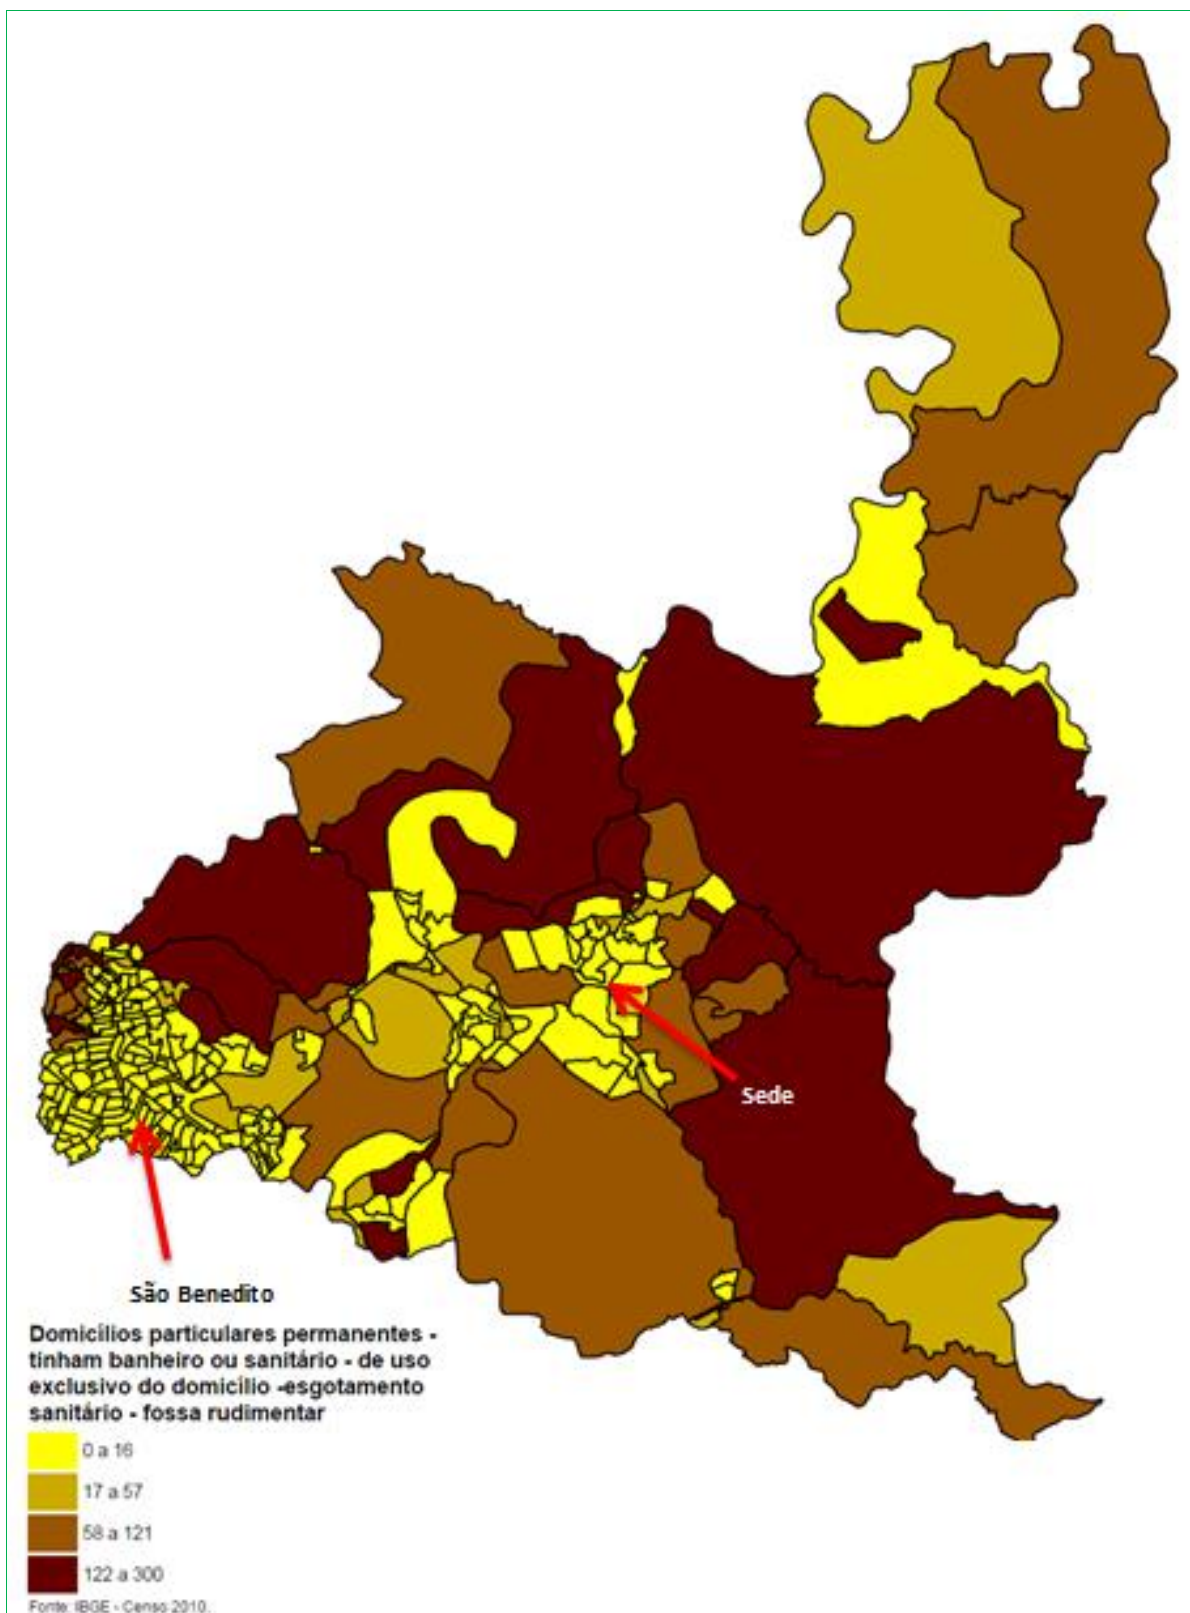 Sede
São Benedito
Domicílios particulares permanentes -
tinham banheiro ou sanitário - de uso
exclusivo do domicílio -esgotamento
sanitário - fossa rudimentar
0 a 16
17 a 57
58 a 121
122 a 300
Fonte: IBGE - Censo 2010.